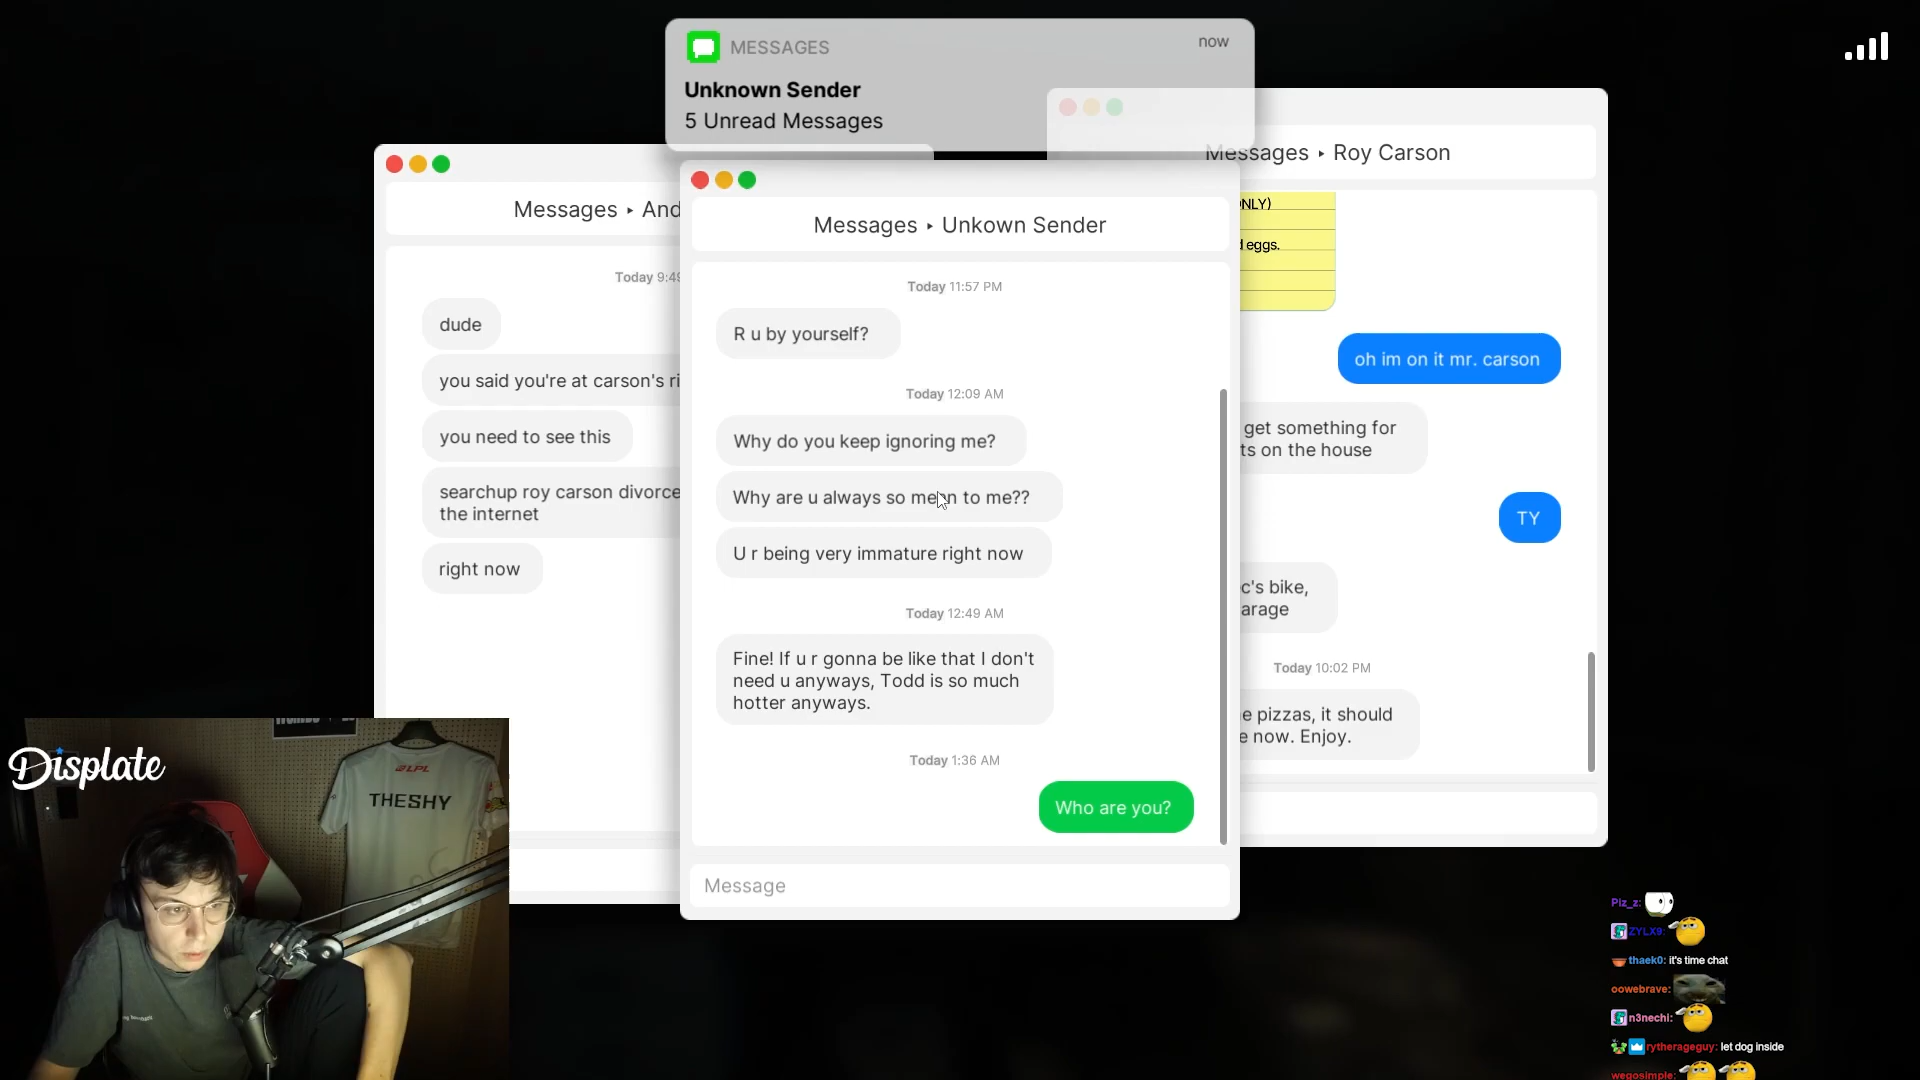 MESSAGES
now
Unknown Sender
5 Unread Messages
Messages ▸ And
Today 9:49
dude
you said you're at carson's ri
you need to see this
searchup roy carson divorce
the internet
right now
Messages ▸ Unkown Sender
Today 11:57 PM
R u by yourself?
Today 12:09 AM
Why do you keep ignoring me?
Why are u always so mean to me??
U r being very immature right now
Today 12:49 AM
Fine! If u r gonna be like that I don't
need u anyways, Todd is so much
hotter anyways.
Today 1:36 AM
Who are you?
Message
Messages ▸ Roy Carson
ONLY)
d eggs.
oh im on it mr. carson
get something for
ts on the house
TY
c's bike,
arage
Today 10:02 PM
e pizzas, it should
e now. Enjoy.
Displate
LPL
THESHY
Piz_z:
ZYLX9:
thaek0: it's time chat
oowebrave:
n3nechi:
rytherageguy: let dog inside
wegosimple: